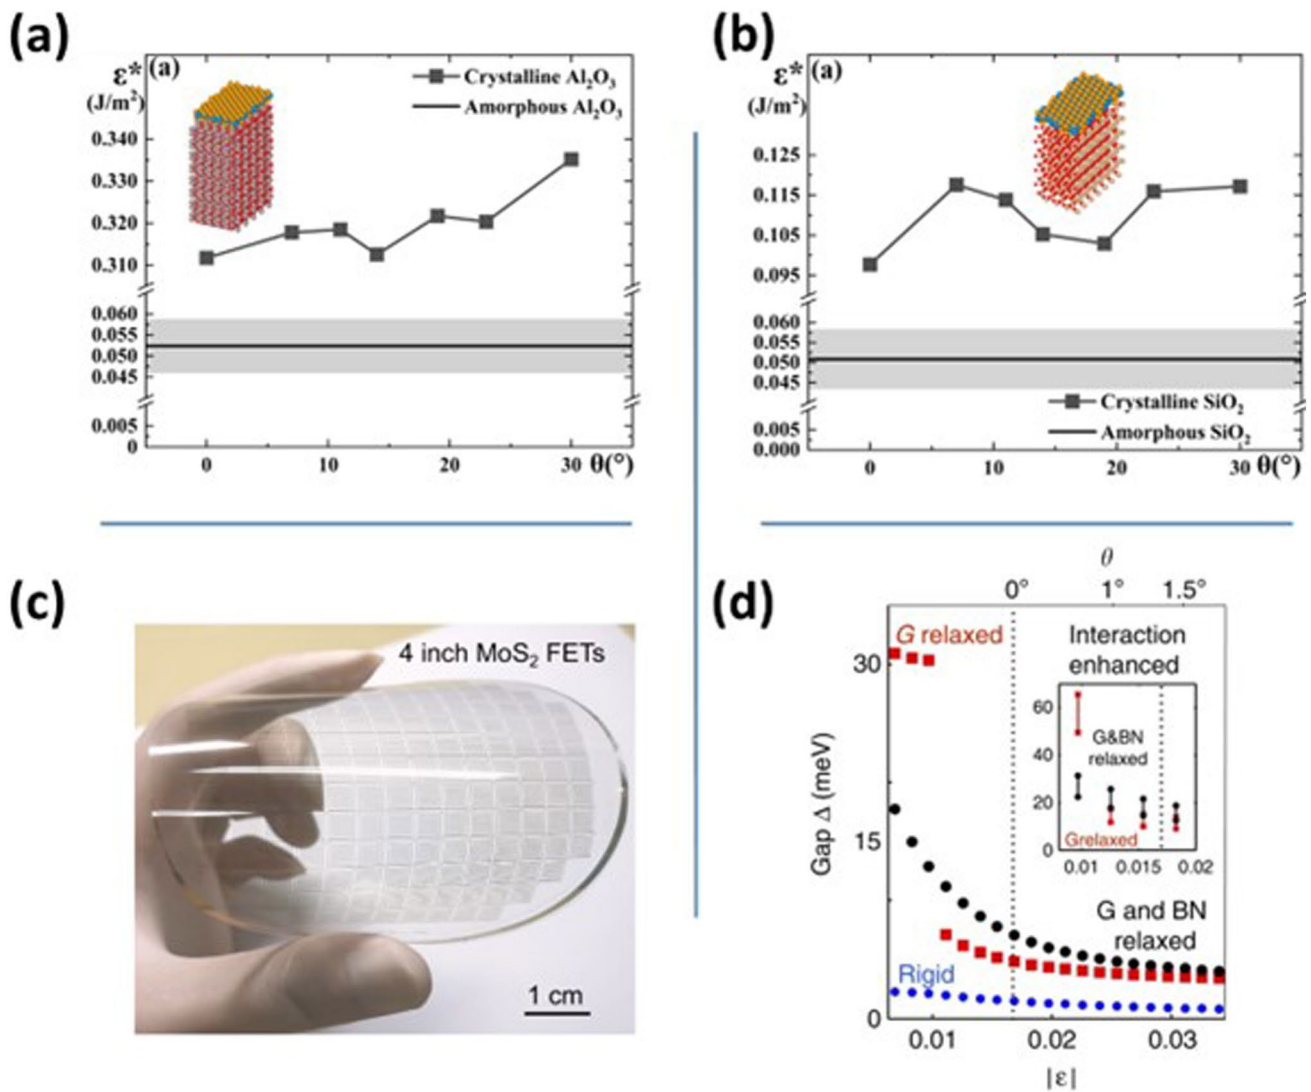 (a)
ε* (a)
(J/m²)
Crystalline Al₂O₃
Amorphous Al₂O₃
0.340
0.330
0.320
0.310
0.060
0.055
0.050
0.045
0.005
0
0 10 20 30 θ(°)
(b)
ε* (a)
(J/m²)
0.125
0.115
0.105
0.095
0.060
0.055
0.050
0.045
0.005
0.000
Crystalline SiO₂
Amorphous SiO₂
0 10 20 30 θ(°)
(c)
4 inch MoS₂ FETs
1 cm
(d)
θ
0° 1° 1.5°
G relaxed
Interaction
enhanced
30
15
0
Gap Δ (meV)
60
40
20
0
G&BN
relaxed
Grelaxed
0.01 0.015 0.02
G and BN
relaxed
Rigid
0.01 0.02 0.03
|ε|